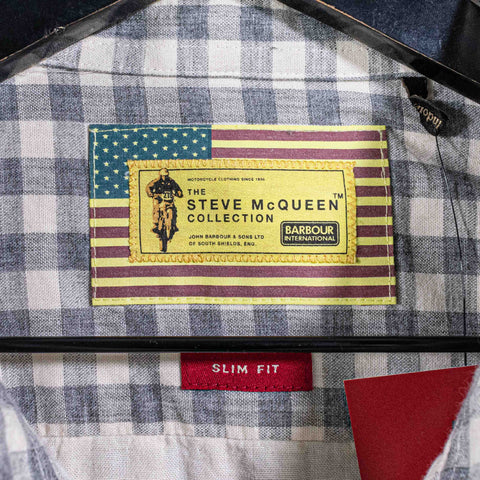 MOTORCYCLE CLOTHING SINCE 1936
THE
STEVE McQUEEN™
COLLECTION
BARBOUR
INTERNATIONAL
JOHN BARBOUR & SONS LTD
OF SOUTH SHIELDS, ENG.
SLIM FIT